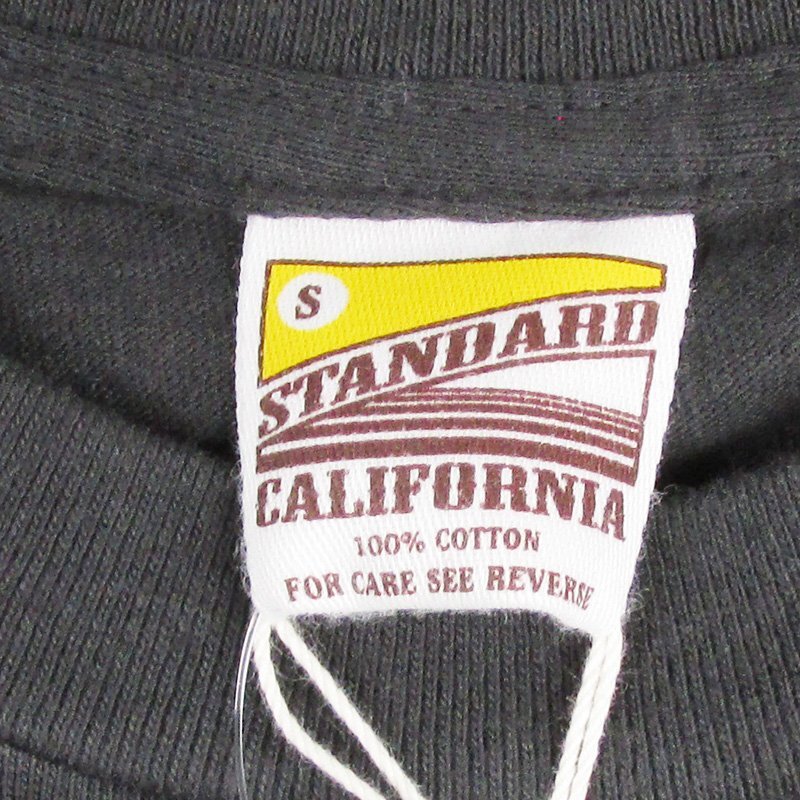 S
STANDARD
CALIFORNIA
100% COTTON
FOR CARE SEE REVERSE